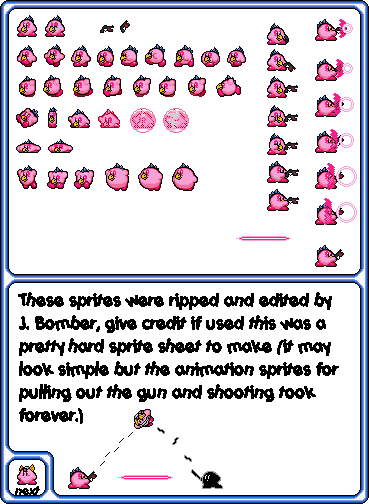 These sprites were ripped and edited by
J. Bomber, give credit if used this was a
pretty hard sprite sheet to make (it may
look simple but the animation sprites for
pulling out the gun and shooting took
forever.)
next